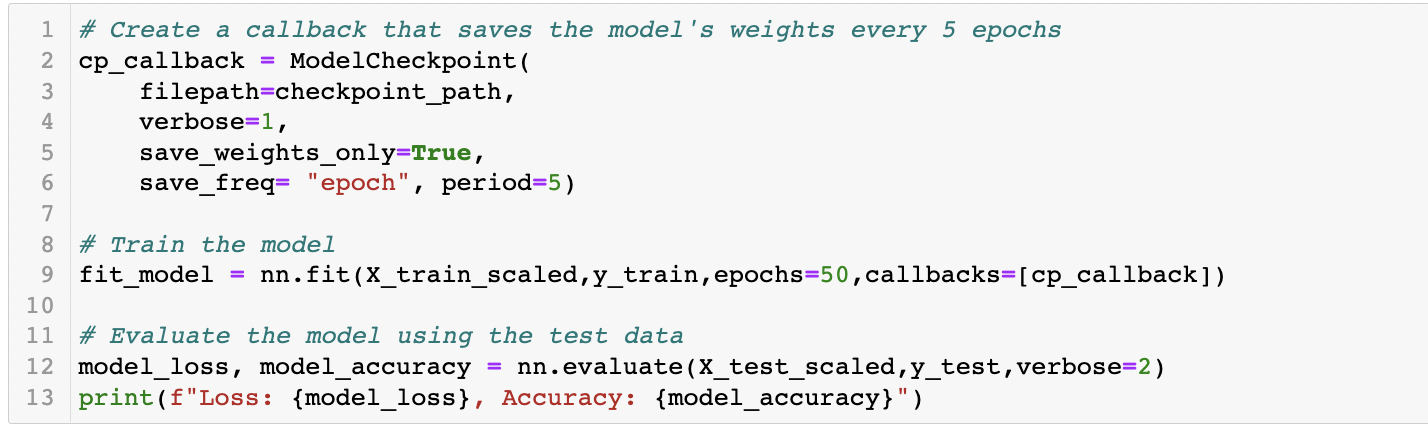 1 # Create a callback that saves the model's weights every 5 epochs
2 cp_callback = ModelCheckpoint(
3     filepath=checkpoint_path,
4     verbose=1,
5     save_weights_only=True,
6     save_freq= "epoch", period=5)
7
8 # Train the model
9 fit_model = nn.fit(X_train_scaled,y_train,epochs=50,callbacks=[cp_callback])
10
11 # Evaluate the model using the test data
12 model_loss, model_accuracy = nn.evaluate(X_test_scaled,y_test,verbose=2)
13 print(f"Loss: {model_loss}, Accuracy: {model_accuracy}")